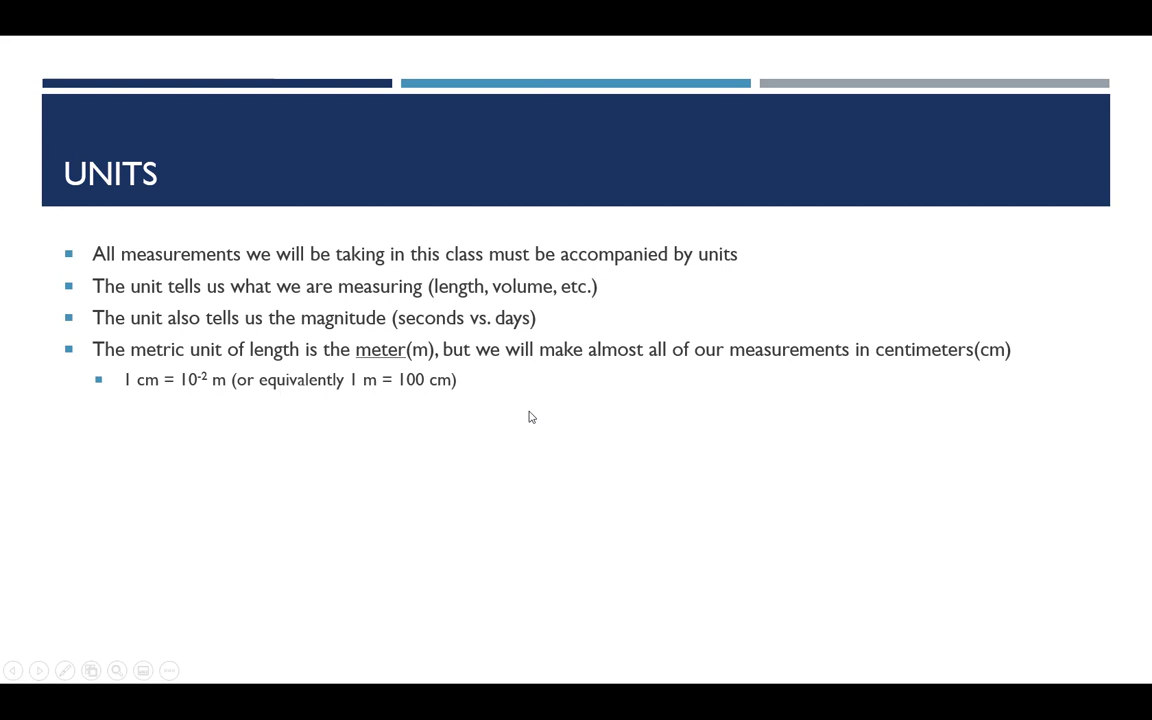 UNITS
All measurements we will be taking in this class must be accompanied by units
The unit tells us what we are measuring (length, volume, etc.)
The unit also tells us the magnitude (seconds vs. days)
The metric unit of length is the meter(m), but we will make almost all of our measurements in centimeters(cm)
1 cm = 10⁻² m (or equivalently 1 m = 100 cm)